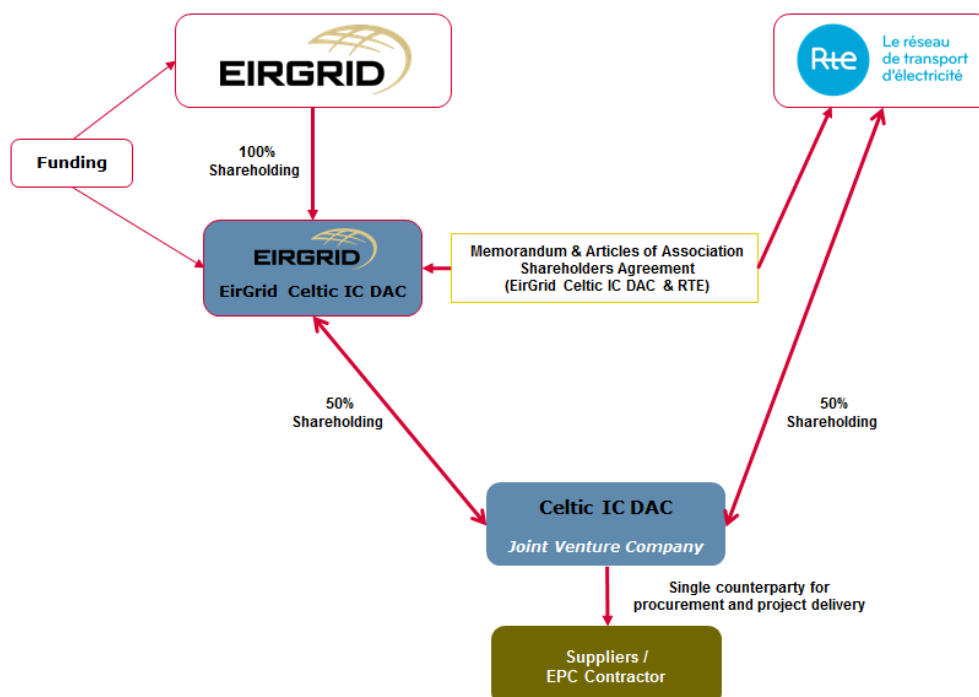 EIRGRID
Rte
Le réseau
de transport
d'électricité
Funding
100%
Shareholding
EIRGRID
EirGrid Celtic IC DAC
Memorandum & Articles of Association
Shareholders Agreement
(EirGrid Celtic IC DAC & RTE)
50%
Shareholding
50%
Shareholding
Celtic IC DAC
Joint Venture Company
Single counterparty for
procurement and project delivery
Suppliers /
EPC Contractor